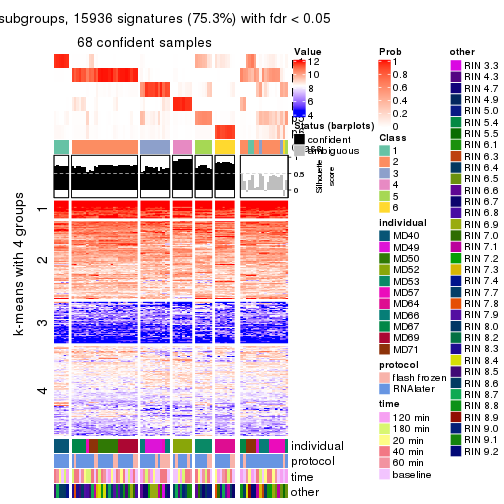 subgroups, 15936 signatures (75.3%) with fdr < 0.05
68 confident samples
k-means with 4 groups
1
2
3
4
individual
protocol
time
other
1
0.5
0
Silhouette
score
Value
12
10
8
6
4
Status (barplots)
confident
ambiguous
Prob
1
0.8
0.6
0.4
0.2
0
Class
1
2
3
4
5
6
individual
MD40
MD49
MD50
MD52
MD53
MD57
MD64
MD66
MD67
MD69
MD71
protocol
flash frozen
RNAlater
time
120 min
180 min
20 min
40 min
60 min
baseline
other
RIN 3.3
RIN 4.3
RIN 4.7
RIN 4.9
RIN 5.0
RIN 5.4
RIN 5.5
RIN 6.1
RIN 6.3
RIN 6.4
RIN 6.5
RIN 6.6
RIN 6.7
RIN 6.8
RIN 6.9
RIN 7.0
RIN 7.1
RIN 7.2
RIN 7.3
RIN 7.4
RIN 7.7
RIN 7.8
RIN 7.9
RIN 8.0
RIN 8.2
RIN 8.3
RIN 8.4
RIN 8.5
RIN 8.6
RIN 8.7
RIN 8.8
RIN 8.9
RIN 9.0
RIN 9.1
RIN 9.2